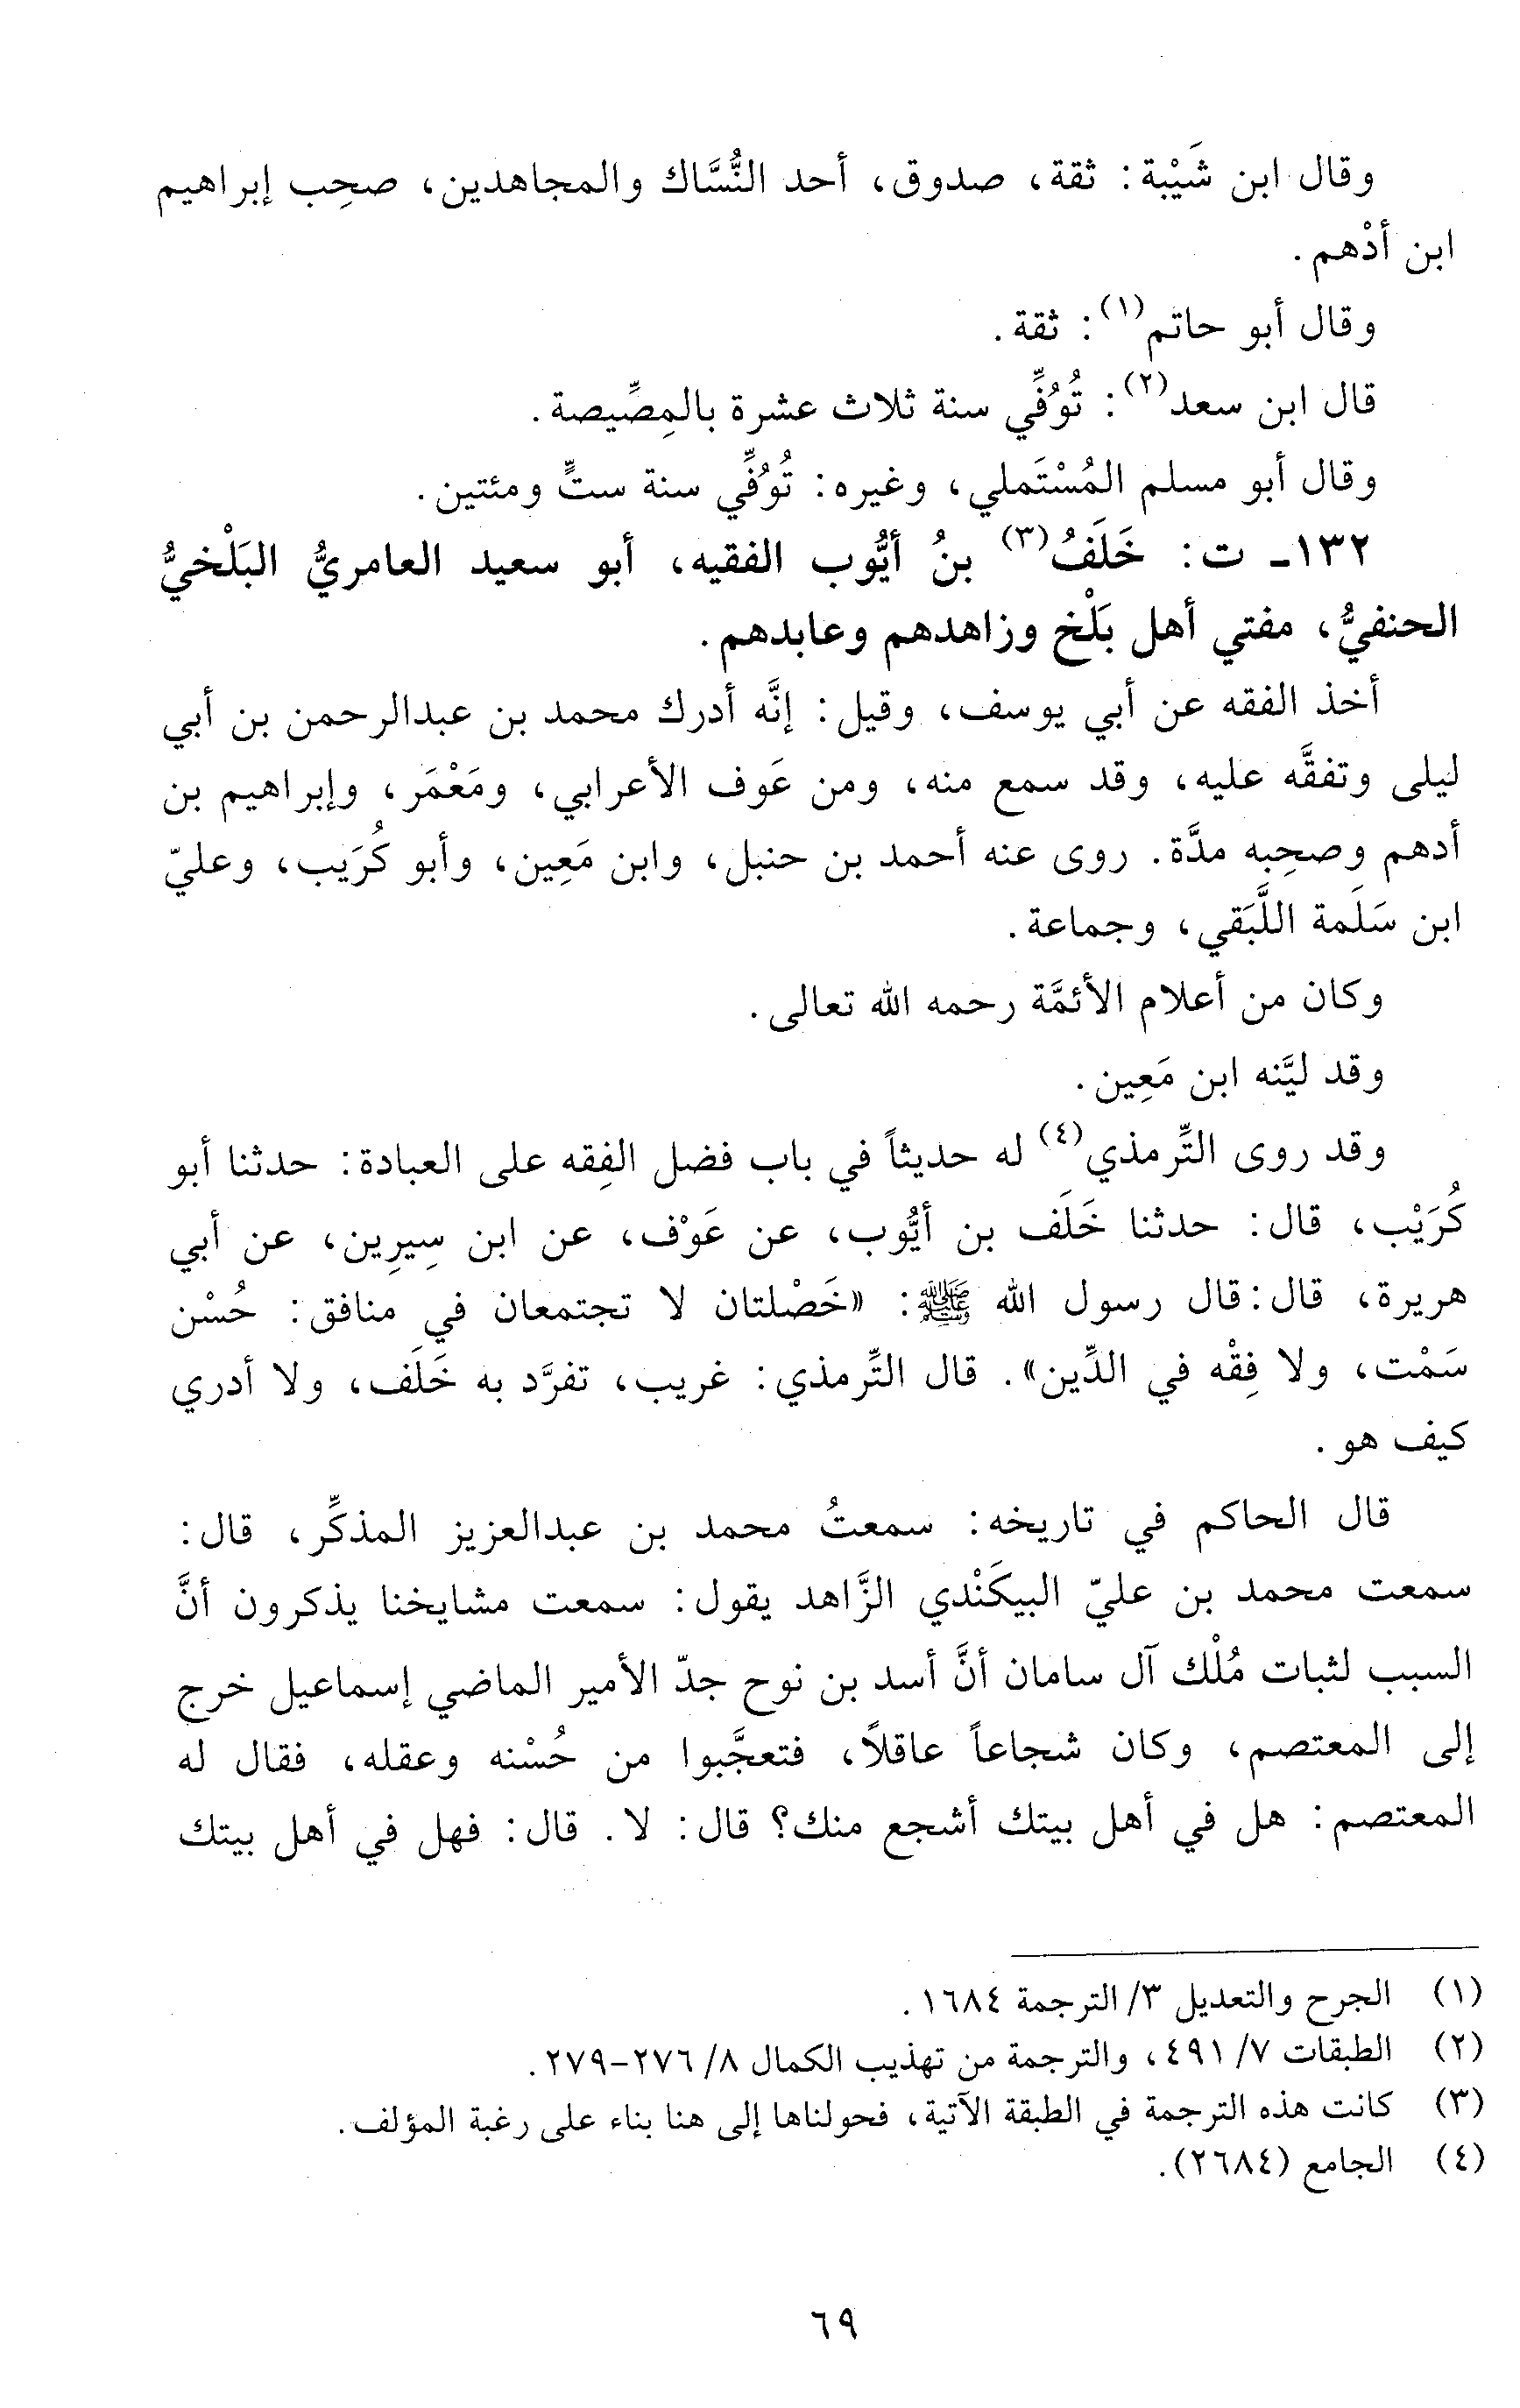 وقال ابن شَيْبة: ثقة، صدوق، أحد النُّسَّاك والمجاهدين، صحِب إبراهيم
ابن أدْهم.
وقال أبو حاتم(١): ثقة.
قال ابن سعد(٢): تُوُفِّي سنة ثلاث عشرة بالمِصِّيصة.
وقال أبو مسلم المُسْتَملي، وغيره: تُوُفِّي سنة ستٍّ ومئتين.
١٣٢ـ ت: خَلَفُ(٣) بنُ أيُّوب الفقيه، أبو سعيد العامريُّ البَلْخيُّ
الحنفيُّ، مفتي أهل بَلْخ وزاهدهم وعابدهم.
أخذ الفقه عن أبي يوسف، وقيل: إنَّه أدرك محمد بن عبدالرحمن بن أبي
ليلى وتفقَّه عليه، وقد سمع منه، ومن عَوف الأعرابي، ومَعْمَر، وإبراهيم بن
أدهم وصحِبه مدَّة. روى عنه أحمد بن حنبل، وابن مَعِين، وأبو كُرَيب، وعليّ
ابن سَلَمة اللَّبَقي، وجماعة.
وكان من أعلام الأئمَّة رحمه الله تعالى.
وقد ليَّنه ابن مَعِين.
وقد روى التِّرمذي(٤) له حديثاً في باب فضل الفِقه على العبادة: حدثنا أبو
كُرَيْب، قال: حدثنا خَلَف بن أيُّوب، عن عَوْف، عن ابن سِيرِين، عن أبي
هريرة، قال: قال رسول الله ﷺ: «خَصْلتان لا تجتمعان في منافق: حُسْن
سَمْت، ولا فِقْه في الدِّين». قال التِّرمذي: غريب، تفرَّد به خَلَف، ولا أدري
كيف هو.
قال الحاكم في تاريخه: سمعتُ محمد بن عبدالعزيز المذكِّر، قال:
سمعت محمد بن عليّ البيكَنْدي الزَّاهد يقول: سمعت مشايخنا يذكرون أنَّ
السبب لثبات مُلْك آل سامان أنَّ أسد بن نوح جدّ الأمير الماضي إسماعيل خرج
إلى المعتصم، وكان شجاعاً عاقلاً، فتعجَّبوا من حُسْنه وعقله، فقال له
المعتصم: هل في أهل بيتك أشجع منك؟ قال: لا. قال: فهل في أهل بيتك
(١) الجرح والتعديل ٣/ الترجمة ١٦٨٤.
(٢) الطبقات ٧/ ٤٩١، والترجمة من تهذيب الكمال ٨/ ٢٧٦-٢٧٩.
(٣) كانت هذه الترجمة في الطبقة الآتية، فحولناها إلى هنا بناء على رغبة المؤلف.
(٤) الجامع (٢٦٨٤).
٦٩